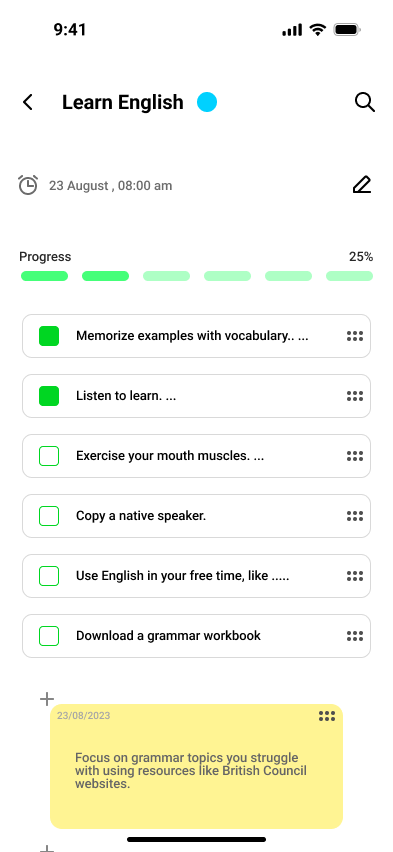 9:41
Learn English
23 August , 08:00 am
Progress 25%
Memorize examples with vocabulary.. ...
Listen to learn. ...
Exercise your mouth muscles. ...
Copy a native speaker.
Use English in your free time, like .....
Download a grammar workbook
23/08/2023
Focus on grammar topics you struggle
with using resources like British Council
websites.